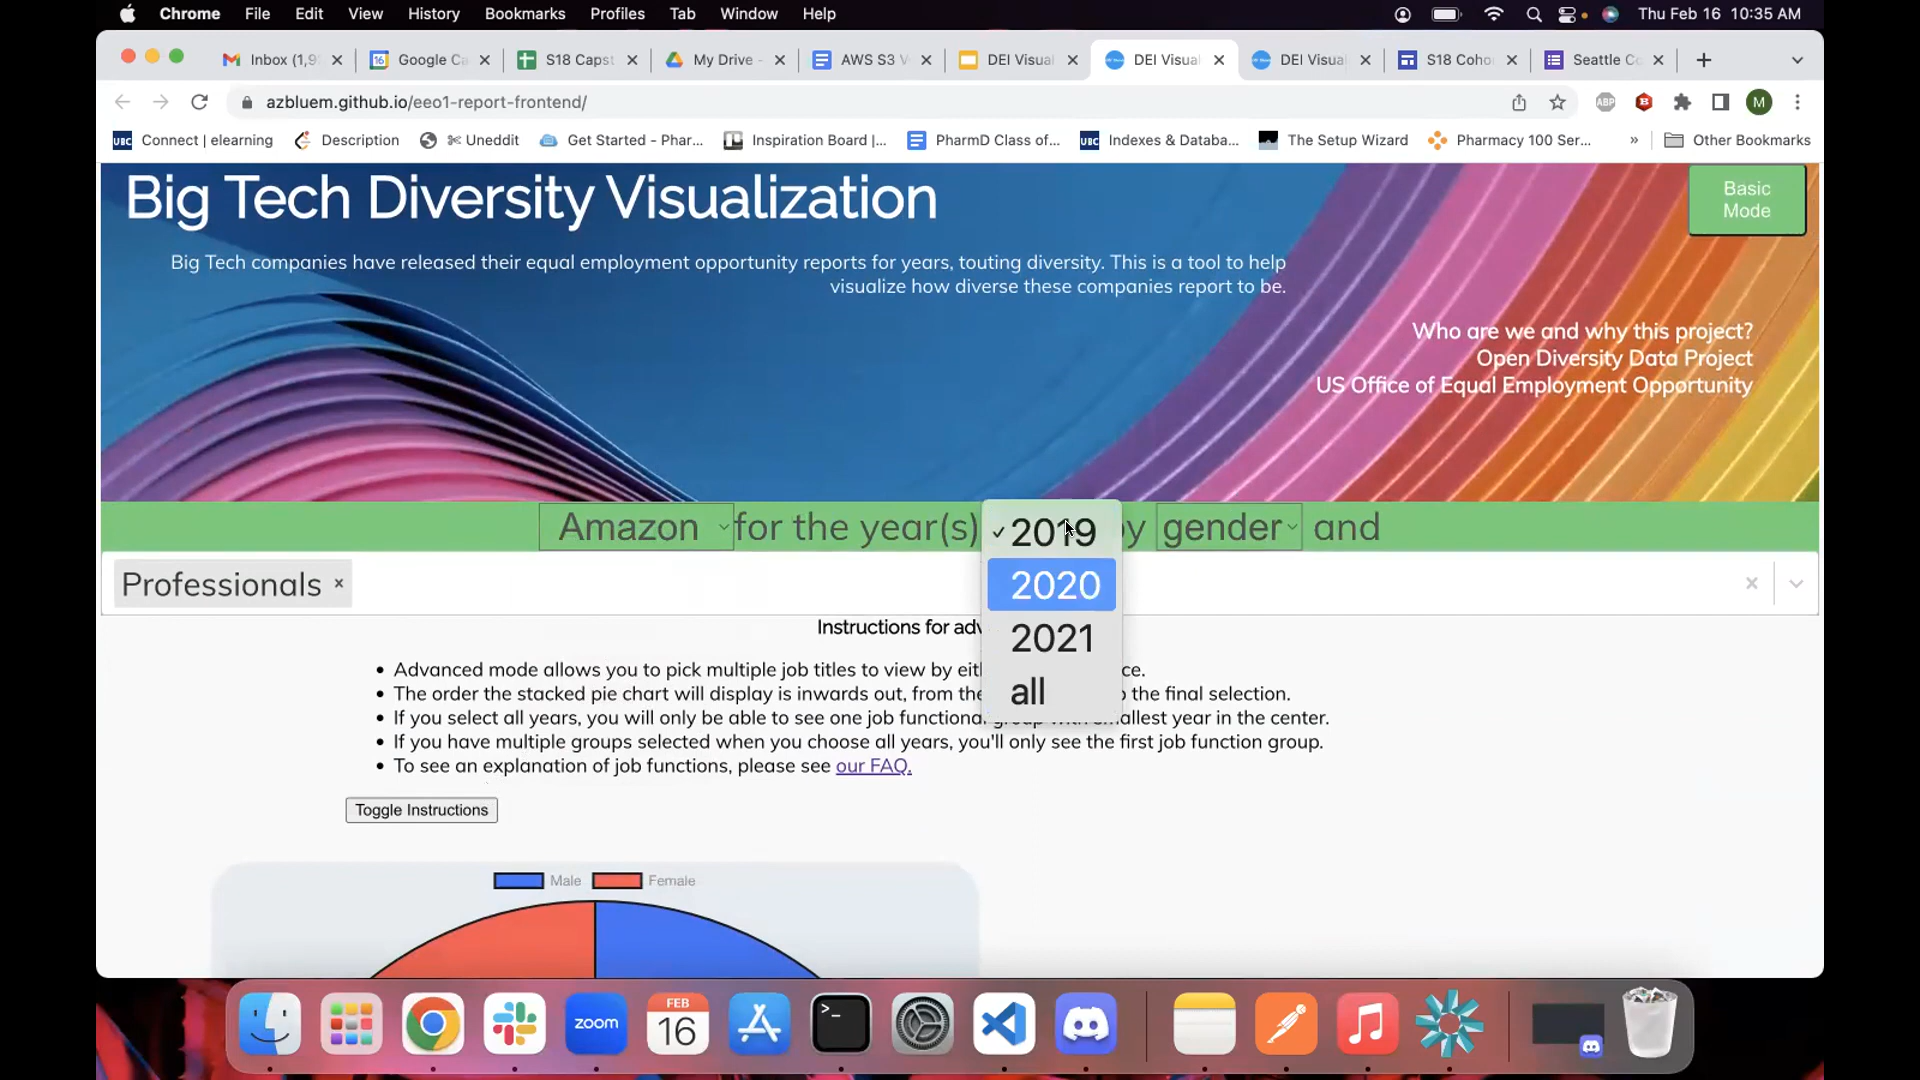 Chrome File Edit View History Bookmarks Profiles Tab Window Help Thu Feb 16 10:35 AM
Inbox (1,9 Google Ca S18 Capst My Drive - AWS S3 V DEI Visual DEI Visual DEI Visual S18 Coho Seattle Co
azbluem.github.io/eeo1-report-frontend/ ABP M
UBC Connect | elearning Description Uneddit Get Started - Phar... Inspiration Board |... PharmD Class of... UBC Indexes & Databa... The Setup Wizard Pharmacy 100 Ser... » Other Bookmarks
Big Tech Diversity Visualization
Basic
Mode
Big Tech companies have released their equal employment opportunity reports for years, touting diversity. This is a tool to help
visualize how diverse these companies report to be.
Who are we and why this project?
Open Diversity Data Project
US Office of Equal Employment Opportunity
Amazon for the year(s) 2019 by gender and
2020
2021
all
Professionals ×
Instructions for adv
Advanced mode allows you to pick multiple job titles to view by eit ce.
The order the stacked pie chart will display is inwards out, from the the final selection.
If you select all years, you will only be able to see one job functional group with smallest year in the center.
If you have multiple groups selected when you choose all years, you'll only see the first job function group.
To see an explanation of job functions, please see our FAQ.
Toggle Instructions
Male Female
zoom
FEB
16